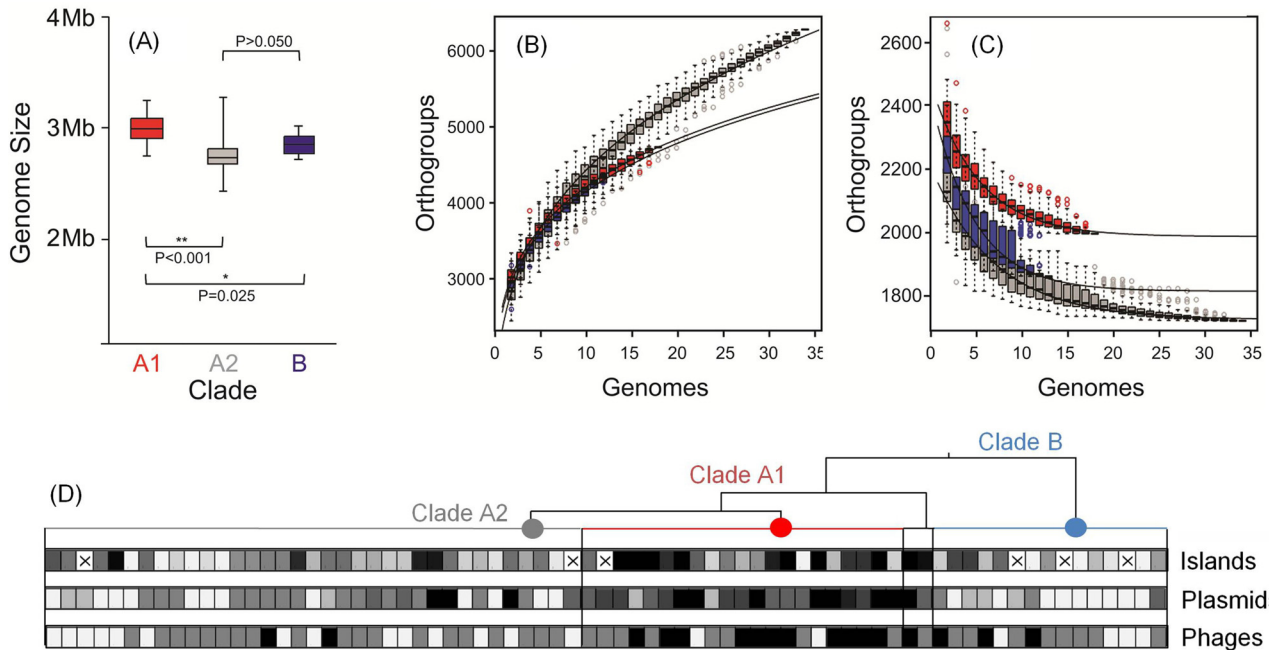 (A)
4Mb
3Mb
2Mb
Genome Size
P>0.050
**
P<0.001
*
P=0.025
A1 A2 B
Clade
(B)
6000
5000
4000
3000
Orthogroups
0 5 10 15 20 25 30 35
Genomes
(C)
2600
2400
2200
2000
1800
Orthogroups
0 5 10 15 20 25 30 35
Genomes
(D)
Clade B
Clade A1
Clade A2
Islands
Plasmid
Phages